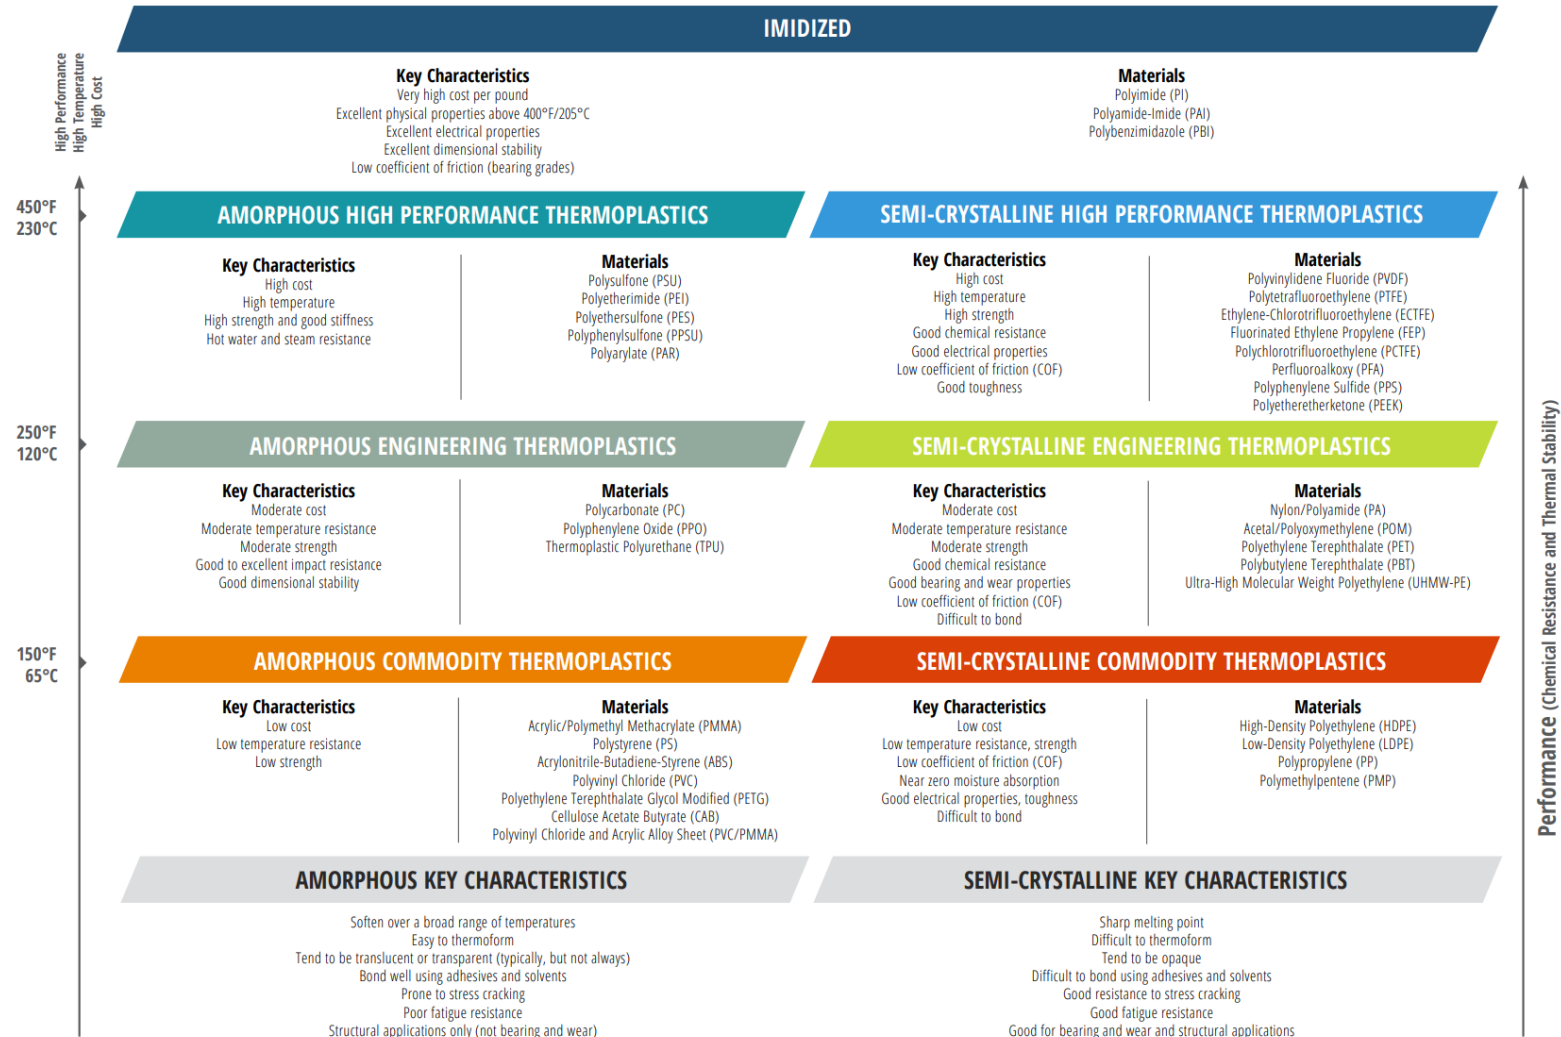 IMIDIZED
High Performance
High Temperature
High Cost
Key Characteristics
Very high cost per pound
Excellent physical properties above 400°F/205°C
Excellent electrical properties
Excellent dimensional stability
Low coefficient of friction (bearing grades)
Materials
Polyimide (PI)
Polyamide-Imide (PAI)
Polybenzimidazole (PBI)
450°F
230°C
AMORPHOUS HIGH PERFORMANCE THERMOPLASTICS
Key Characteristics
High cost
High temperature
High strength and good stiffness
Hot water and steam resistance
Materials
Polysulfone (PSU)
Polyetherimide (PEI)
Polyethersulfone (PES)
Polyphenylsulfone (PPSU)
Polyarylate (PAR)
SEMI-CRYSTALLINE HIGH PERFORMANCE THERMOPLASTICS
Key Characteristics
High cost
High temperature
High strength
Good chemical resistance
Good electrical properties
Low coefficient of friction (COF)
Good toughness
Materials
Polyvinylidene Fluoride (PVDF)
Polytetrafluoroethylene (PTFE)
Ethylene-Chlorotrifluoroethylene (ECTFE)
Fluorinated Ethylene Propylene (FEP)
Polychlorotrifluoroethylene (PCTFE)
Perfluoroalkoxy (PFA)
Polyphenylene Sulfide (PPS)
Polyetheretherketone (PEEK)
250°F
120°C
AMORPHOUS ENGINEERING THERMOPLASTICS
Key Characteristics
Moderate cost
Moderate temperature resistance
Moderate strength
Good to excellent impact resistance
Good dimensional stability
Materials
Polycarbonate (PC)
Polyphenylene Oxide (PPO)
Thermoplastic Polyurethane (TPU)
SEMI-CRYSTALLINE ENGINEERING THERMOPLASTICS
Key Characteristics
Moderate cost
Moderate temperature resistance
Moderate strength
Good chemical resistance
Good bearing and wear properties
Low coefficient of friction (COF)
Difficult to bond
Materials
Nylon/Polyamide (PA)
Acetal/Polyoxymethylene (POM)
Polyethylene Terephthalate (PET)
Polybutylene Terephthalate (PBT)
Ultra-High Molecular Weight Polyethylene (UHMW-PE)
150°F
65°C
AMORPHOUS COMMODITY THERMOPLASTICS
Key Characteristics
Low cost
Low temperature resistance
Low strength
Materials
Acrylic/Polymethyl Methacrylate (PMMA)
Polystyrene (PS)
Acrylonitrile-Butadiene-Styrene (ABS)
Polyvinyl Chloride (PVC)
Polyethylene Terephthalate Glycol Modified (PETG)
Cellulose Acetate Butyrate (CAB)
Polyvinyl Chloride and Acrylic Alloy Sheet (PVC/PMMA)
SEMI-CRYSTALLINE COMMODITY THERMOPLASTICS
Key Characteristics
Low cost
Low temperature resistance, strength
Low coefficient of friction (COF)
Near zero moisture absorption
Good electrical properties, toughness
Difficult to bond
Materials
High-Density Polyethylene (HDPE)
Low-Density Polyethylene (LDPE)
Polypropylene (PP)
Polymethylpentene (PMP)
AMORPHOUS KEY CHARACTERISTICS
Soften over a broad range of temperatures
Easy to thermoform
Tend to be translucent or transparent (typically, but not always)
Bond well using adhesives and solvents
Prone to stress cracking
Poor fatigue resistance
Structural applications only (not bearing and wear)
SEMI-CRYSTALLINE KEY CHARACTERISTICS
Sharp melting point
Difficult to thermoform
Tend to be opaque
Difficult to bond using adhesives and solvents
Good resistance to stress cracking
Good fatigue resistance
Good for bearing and wear and structural applications
Performance (Chemical Resistance and Thermal Stability)